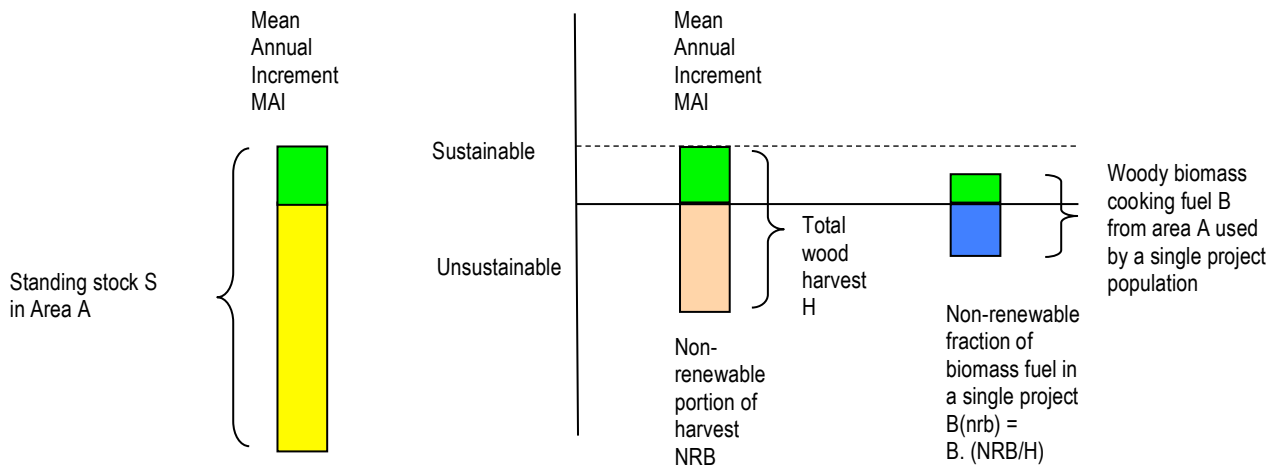 Mean
Annual
Increment
MAI
Standing stock S
in Area A
Sustainable
Unsustainable
Mean
Annual
Increment
MAI
Total
wood
harvest
H
Non-
renewable
portion of
harvest
NRB
Woody biomass
cooking fuel B
from area A used
by a single project
population
Non-renewable
fraction of
biomass fuel in
a single project
B(nrb) =
B. (NRB/H)